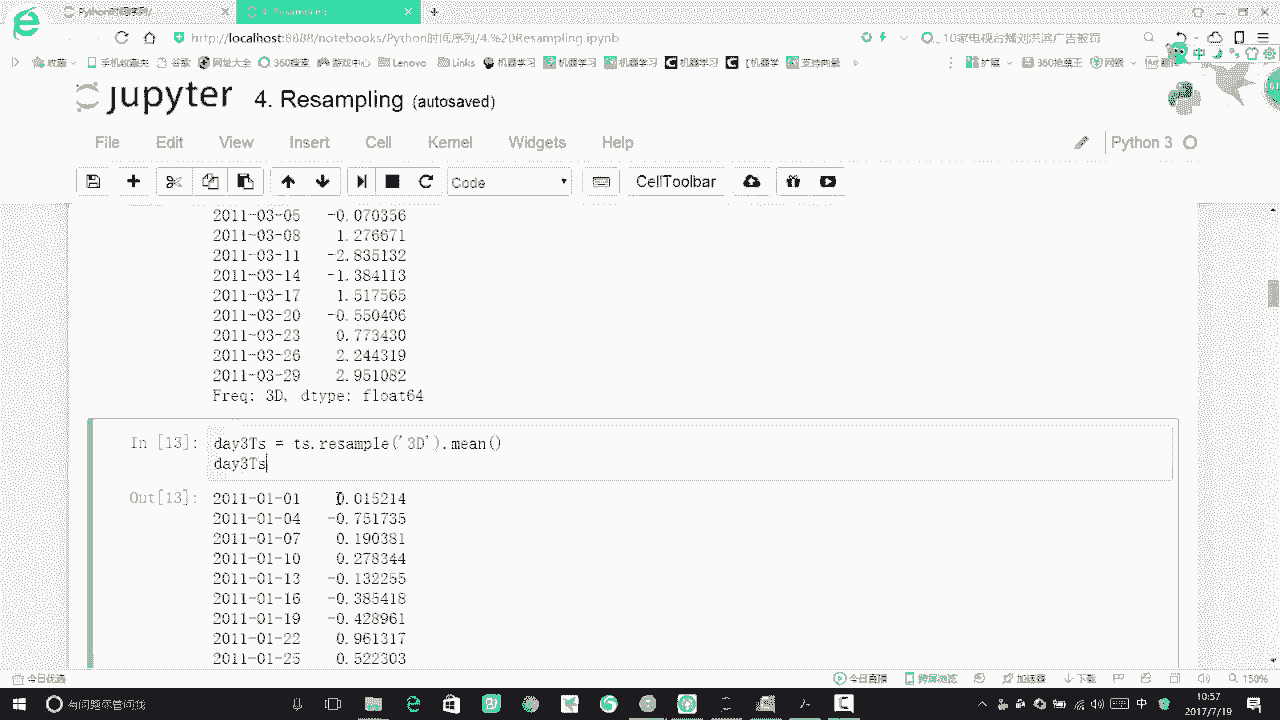 Python时间序列/
4. Resampling
http://localhost:8888/notebooks/Python时间序列/4.%20Resampling.ipynb
10家电视台播刘洪滨广告被罚
收藏
手机收藏夹
谷歌
网址大全
360搜索
游戏中心
Lenovo
Links
机器学习
机器学习
机器学习
机器学习
【机器学
支持向量
»
扩展
360抢票王
网银
翻译
中
jupyter
4. Resampling (autosaved)
File Edit View Insert Cell Kernel Widgets Help
Python 3
Code
CellToolbar
2011-03-05 -0.070356
2011-03-08 1.276671
2011-03-11 -2.835132
2011-03-14 -1.384113
2011-03-17 1.517565
2011-03-20 -0.550406
2011-03-23 0.773430
2011-03-26 2.244319
2011-03-29 2.951082
Freq: 3D, dtype: float64
In [13]: day3Ts = ts.resample('3D').mean()
day3Ts
Out[13]: 2011-01-01 0.015214
2011-01-04 -0.751735
2011-01-07 0.190381
2011-01-10 0.278344
2011-01-13 -0.132255
2011-01-16 -0.385418
2011-01-19 -0.428961
2011-01-22 0.961317
2011-01-25 0.522303
今日优选
今日直播
跨屏浏览
加速器
下载
150%
有问题尽管问我
中
10:57
2017/7/19